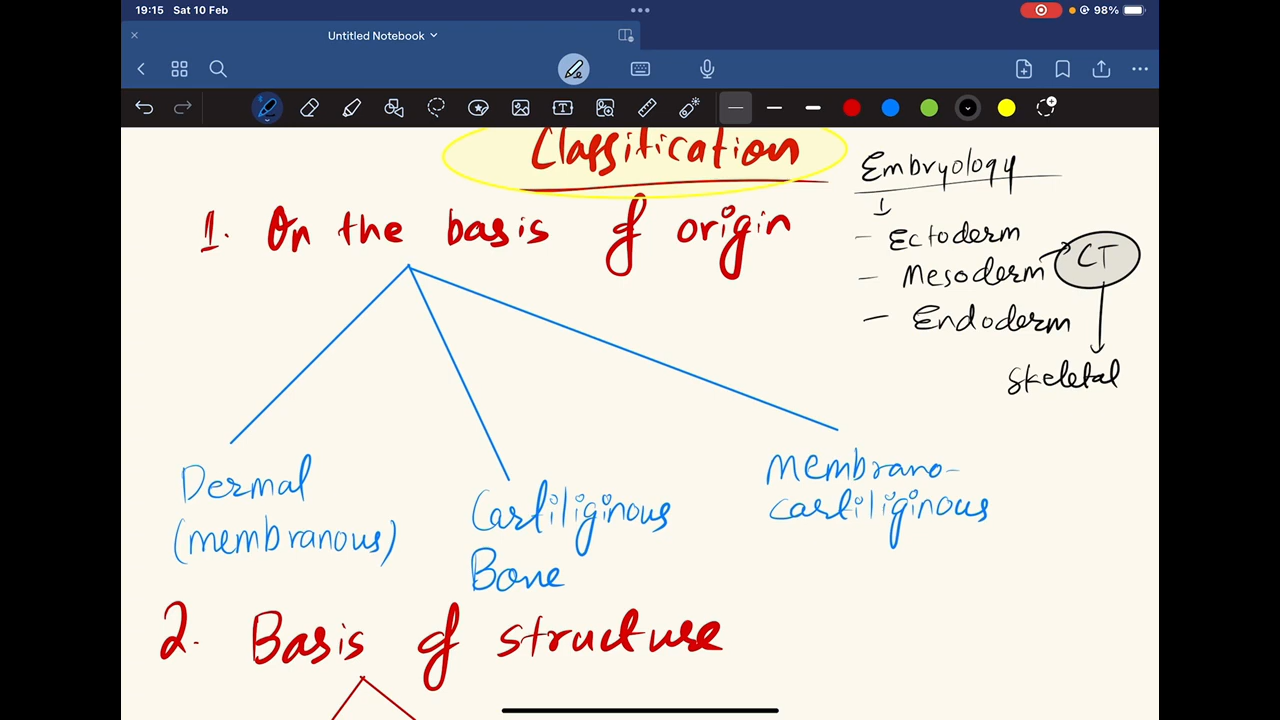 19:15 Sat 10 Feb
98%
Untitled Notebook
Classification
1. On the basis of origin
Dermal
(membranous)
Cartiliginous
Bone
Membrano-
cartiliginous
Embryology
- Ectoderm
- Mesoderm → CT
- Endoderm
Skeletal
2. Basis of structure